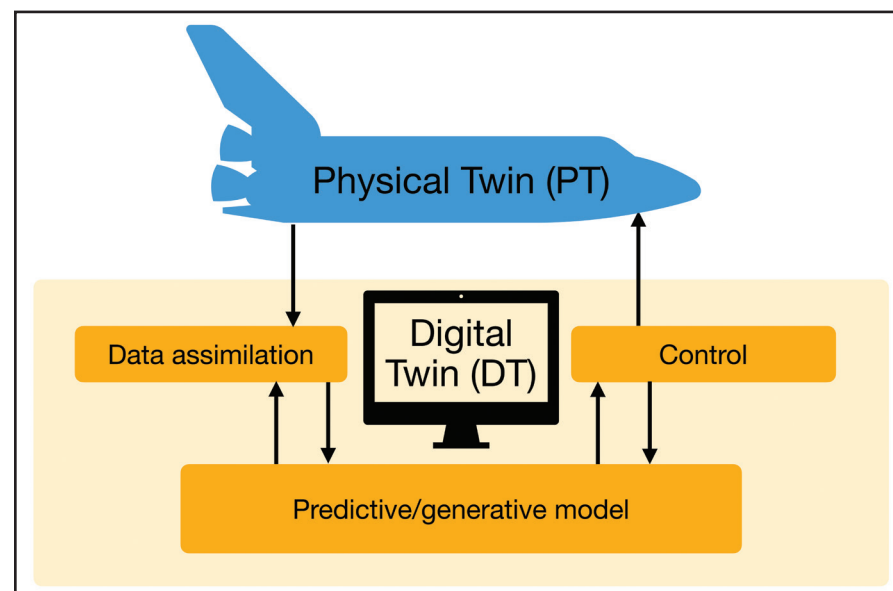 Physical Twin (PT)
Digital
Twin (DT)
Data assimilation
Control
Predictive/generative model